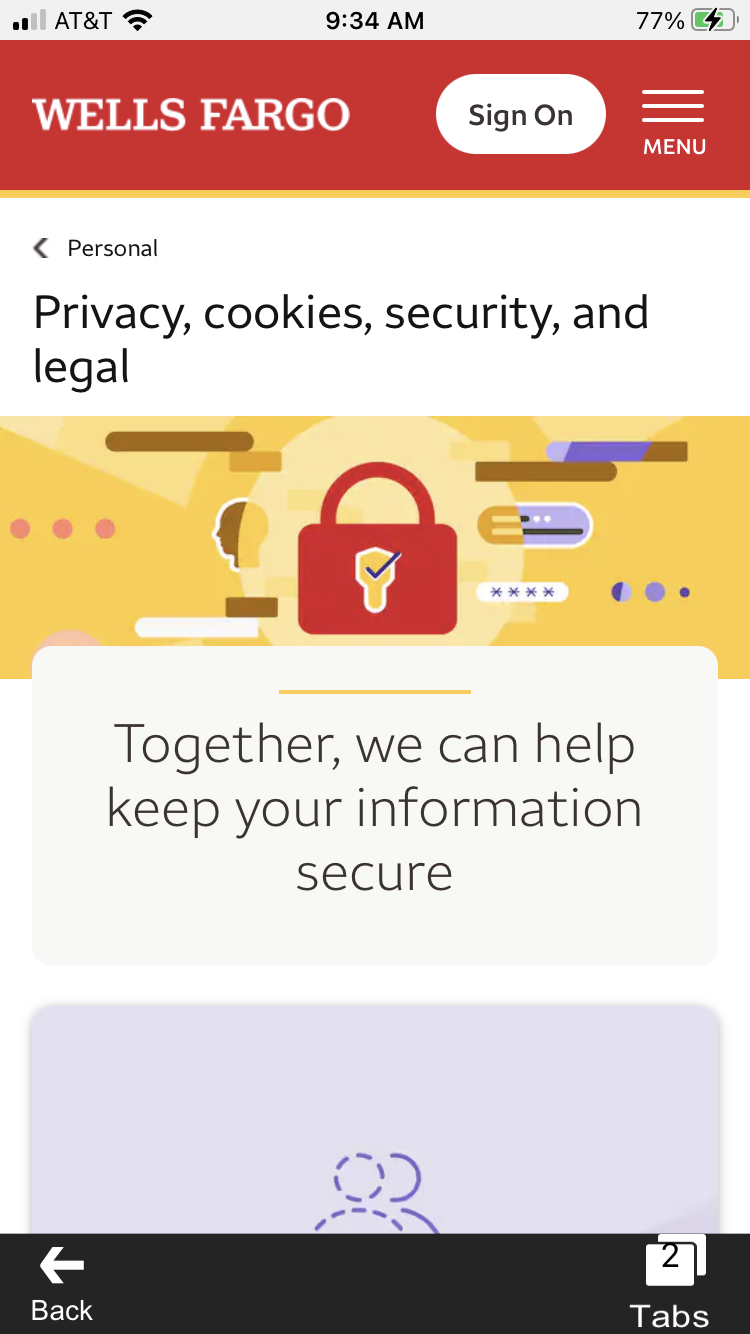 AT&T 9:34 AM 77%
WELLS FARGO
Sign On
MENU
Personal
Privacy, cookies, security, and
legal
****
Together, we can help
keep your information
secure
2
Back
Tabs